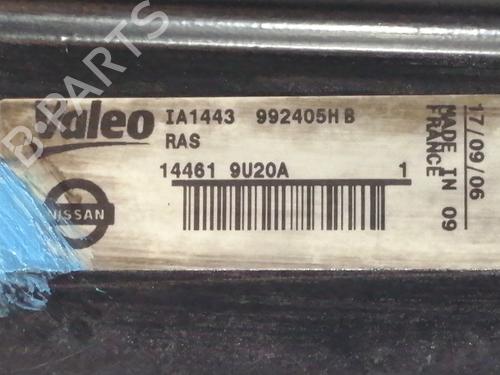 Valeo
IA1443 992405H B
RAS
14461 9U20A 1
NISSAN
17/09/06
MADE IN 09
FRANCE
B-PARTS